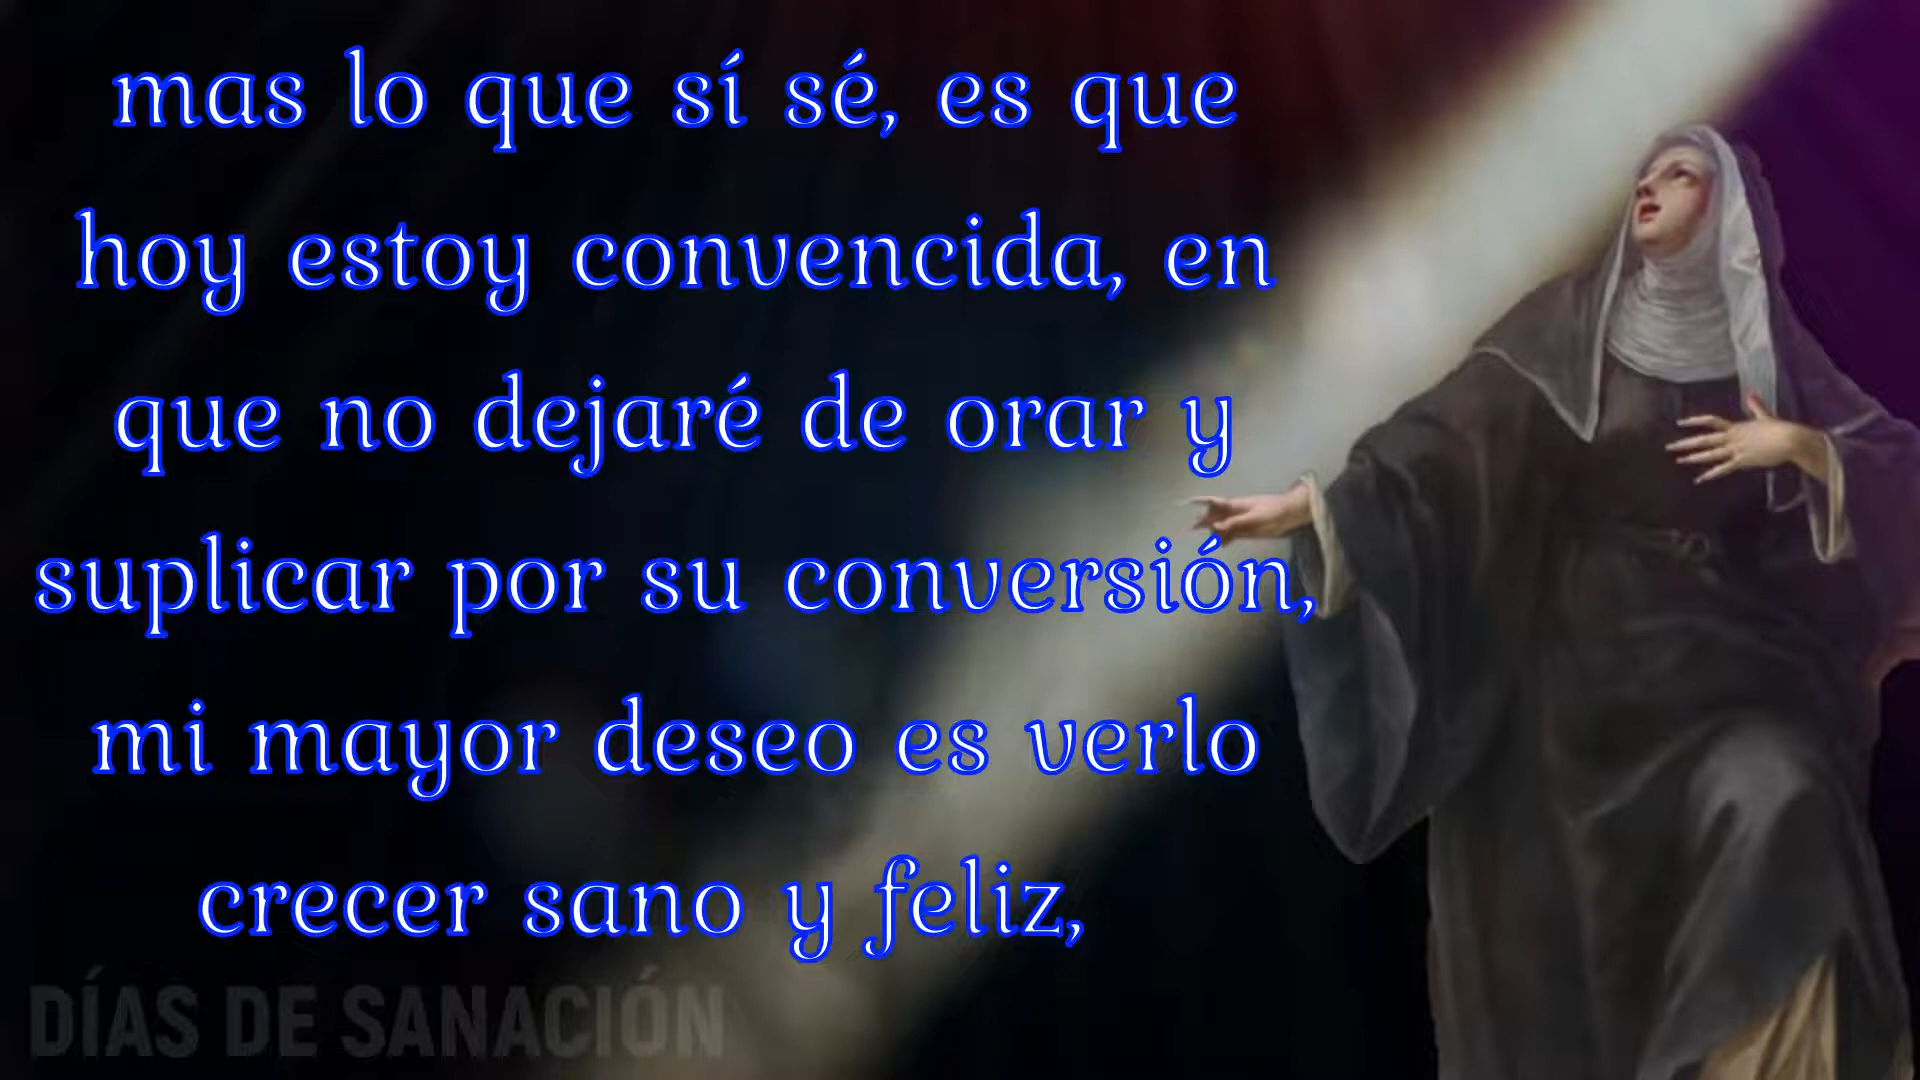 mas lo que sí sé, es que
hoy estoy convencida, en
que no dejaré de orar y
suplicar por su conversión,
mi mayor deseo es verlo
crecer sano y feliz,
DÍAS DE SANACIÓN